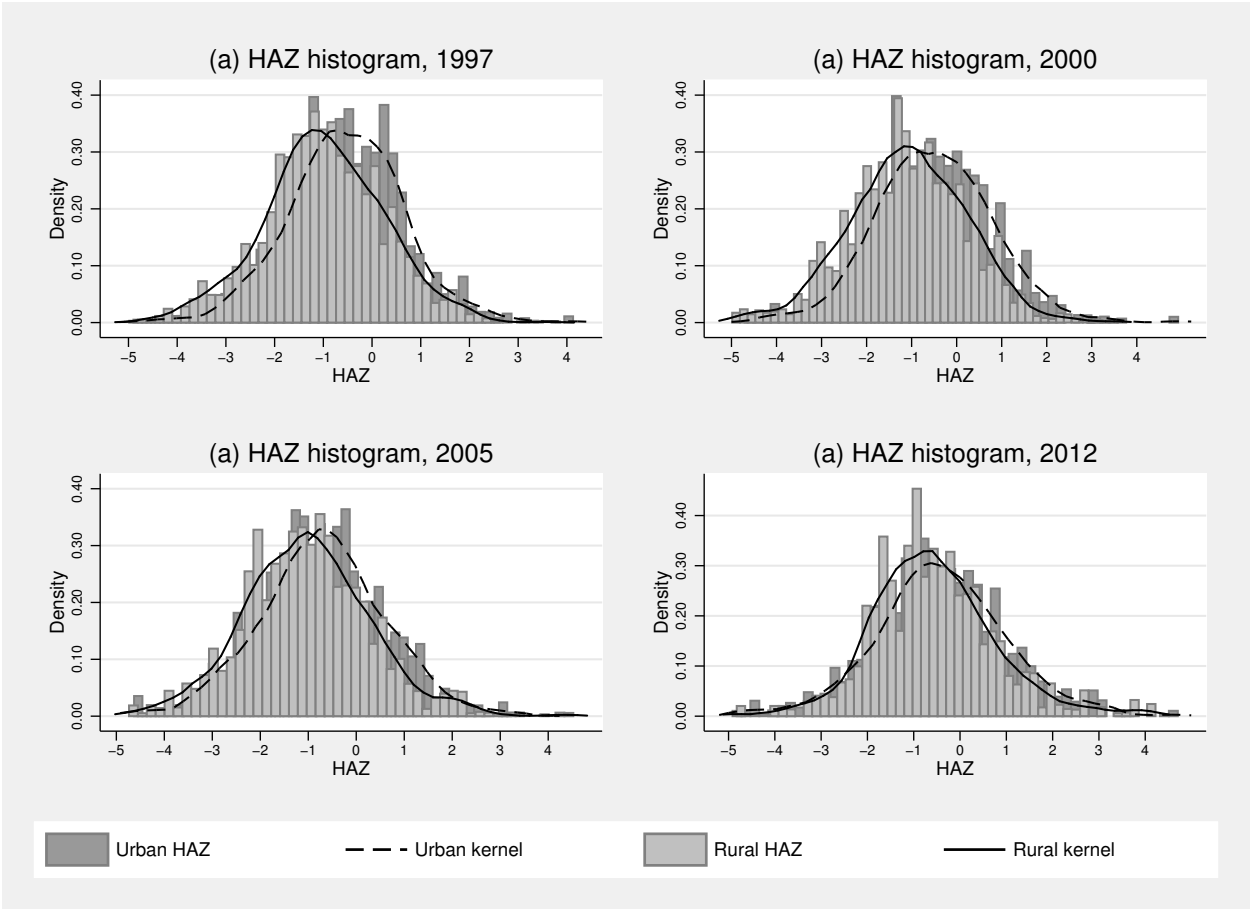 (a) HAZ histogram, 1997
0.40
0.30
0.20
0.10
0.00
Density
−5 −4 −3 −2 −1 0 1 2 3 4
HAZ
(a) HAZ histogram, 2000
0.40
0.30
0.20
0.10
0.00
Density
−5 −4 −3 −2 −1 0 1 2 3 4
HAZ
(a) HAZ histogram, 2005
0.40
0.30
0.20
0.10
0.00
Density
−5 −4 −3 −2 −1 0 1 2 3 4
HAZ
(a) HAZ histogram, 2012
0.40
0.30
0.20
0.10
0.00
Density
−5 −4 −3 −2 −1 0 1 2 3 4
HAZ
Urban HAZ Urban kernel Rural HAZ Rural kernel